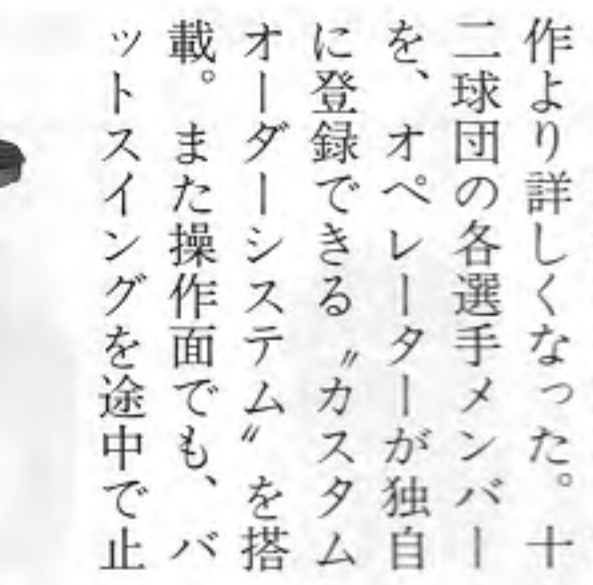 作より詳しくなった。十
二球団の各選手メンバー
を、オペレーターが独自
に登録できる〝カスタム
オーダーシステム〟を搭
載。また操作面でも、バ
ットスイングを途中で止